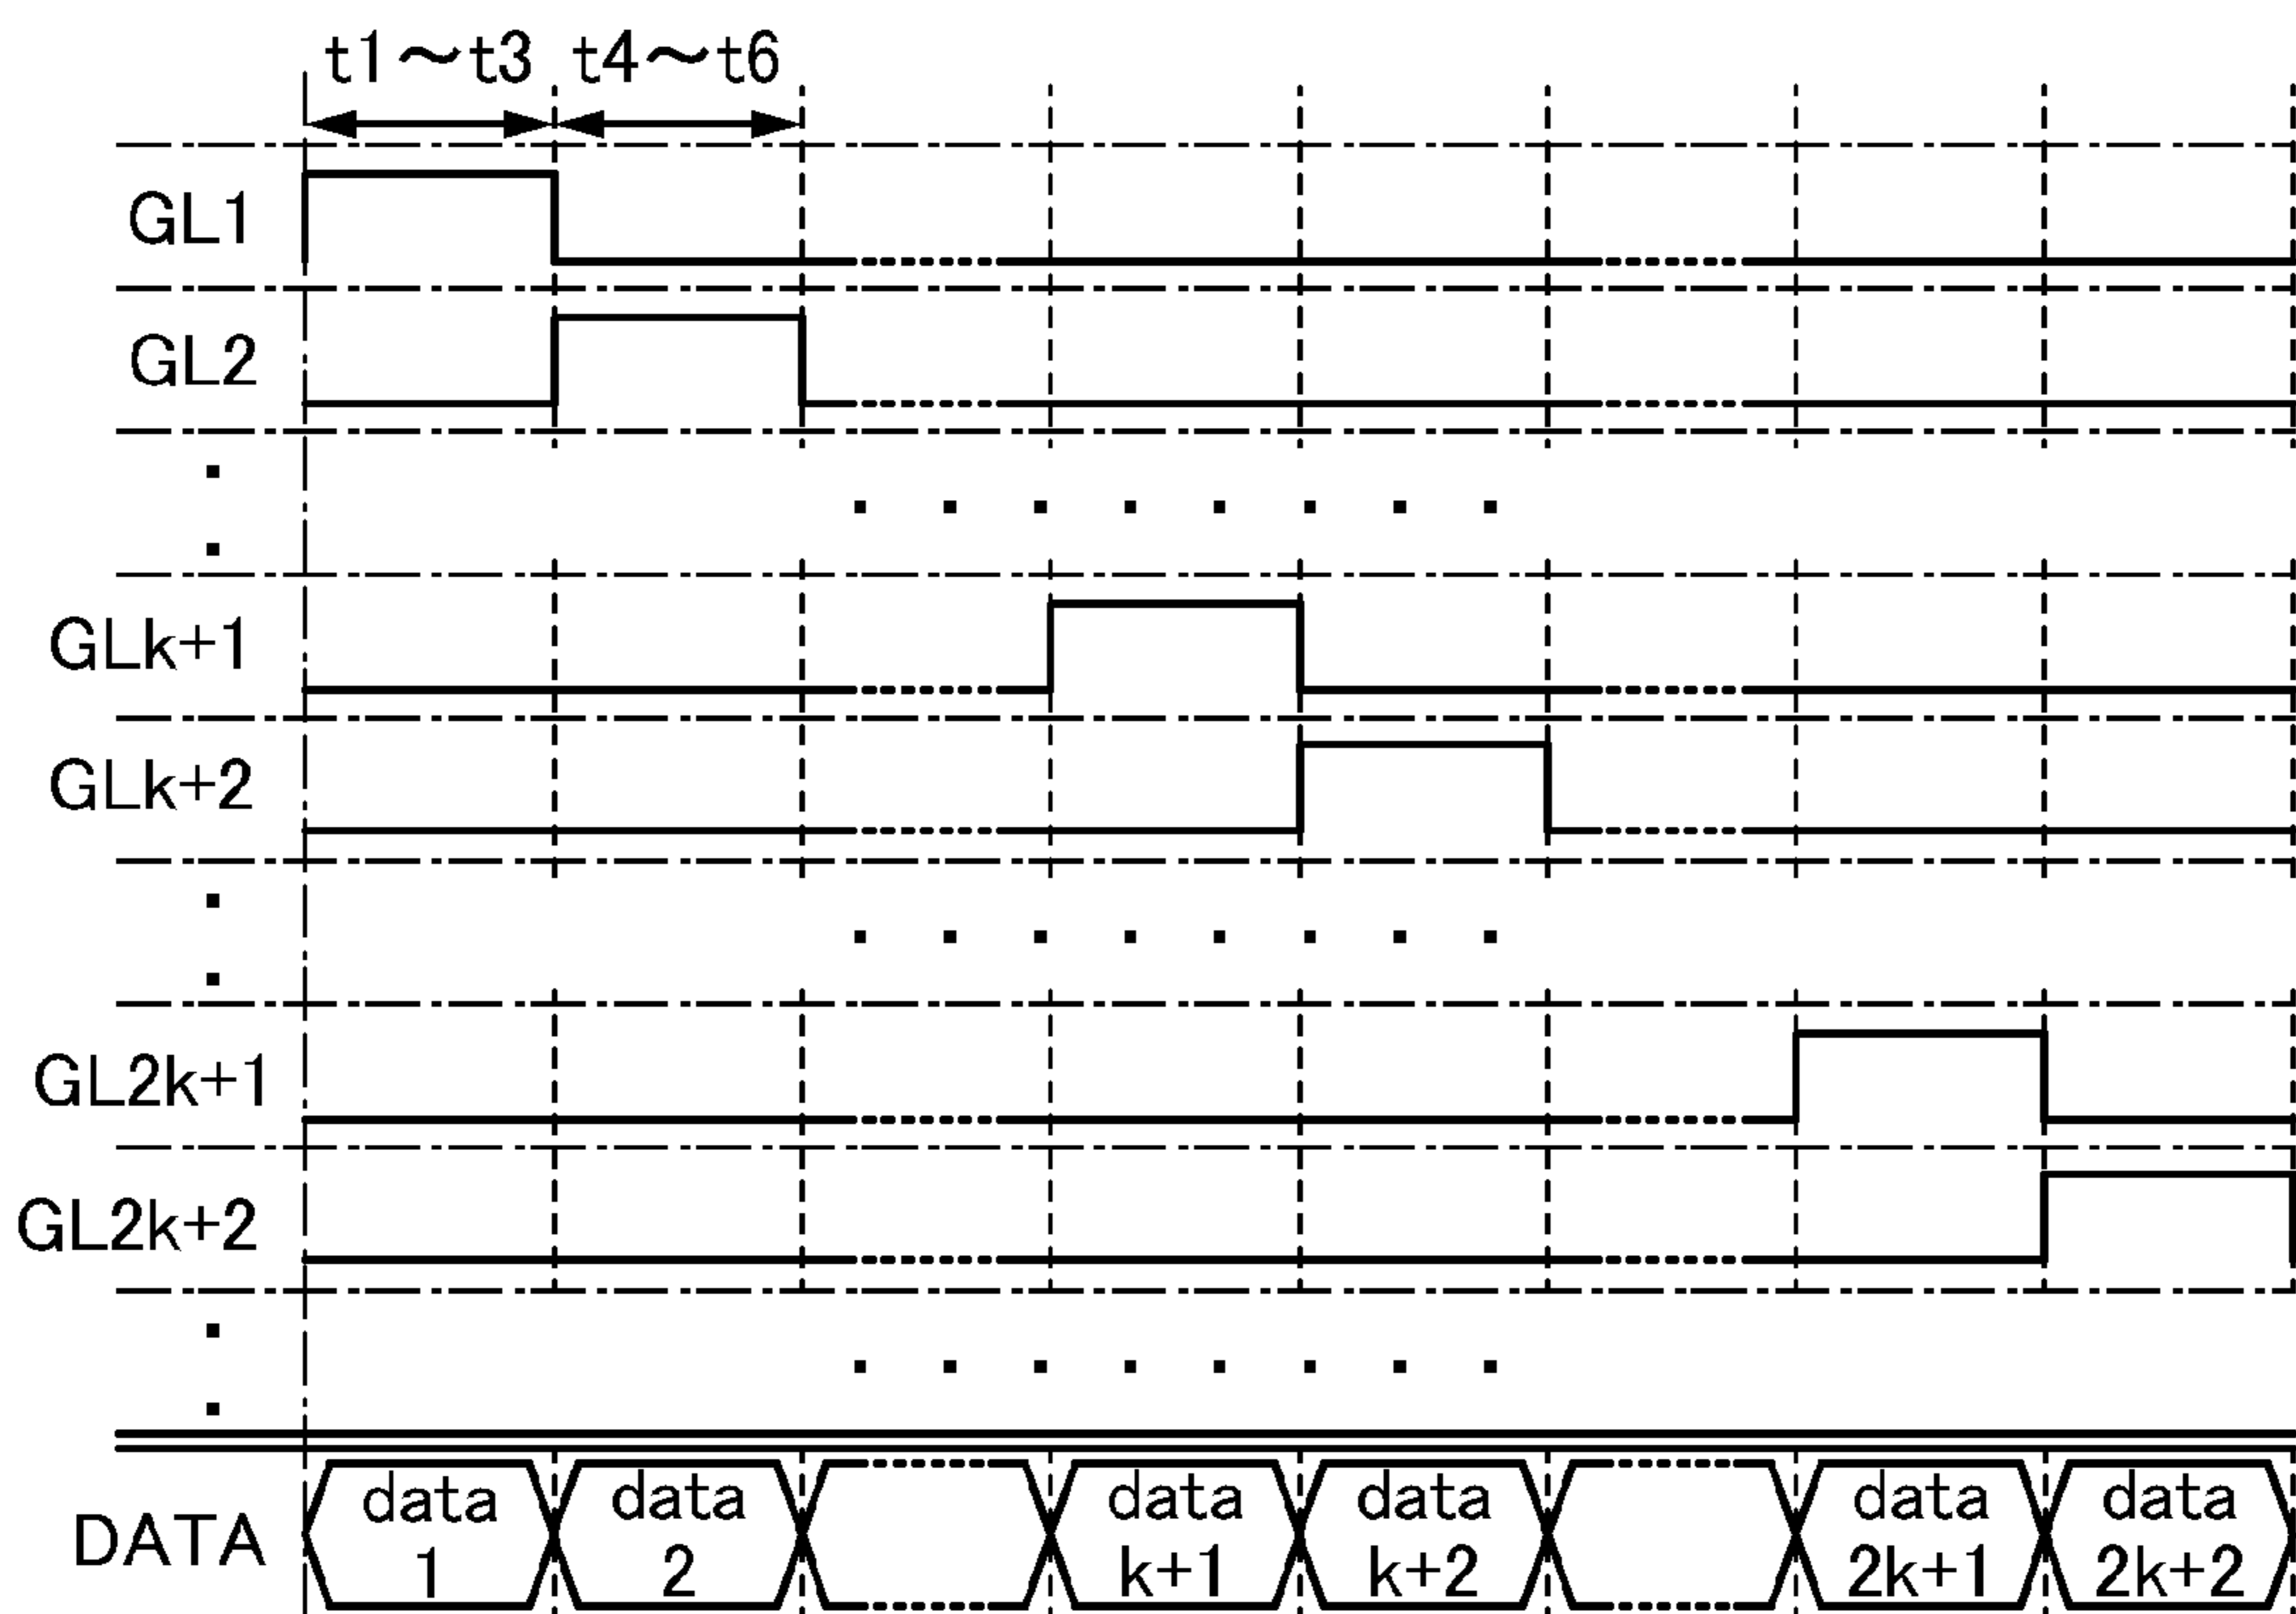 t1～t3 t4～t6
GL1
GL2
GLk+1
GLk+2
GL2k+1
GL2k+2
DATA
data
1
data
2
data
k+1
data
k+2
data
2k+1
data
2k+2